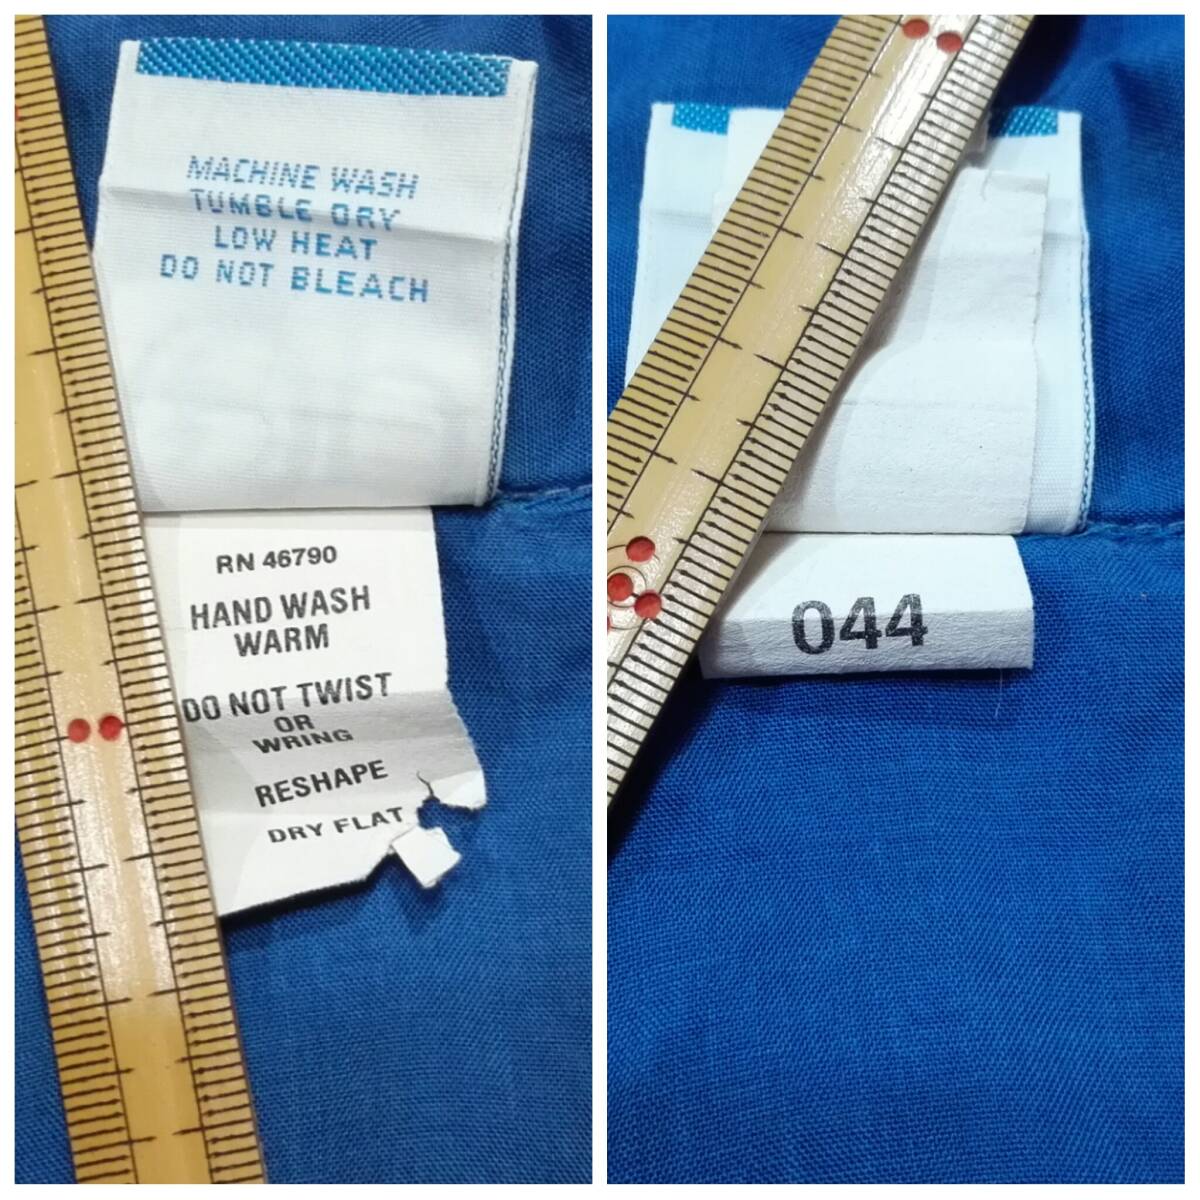 MACHINE WASH
TUMBLE DRY
LOW HEAT
DO NOT BLEACH
RN 46790
HAND WASH
WARM
DO NOT TWIST
OR
WRING
RESHAPE
DRY FLAT
044